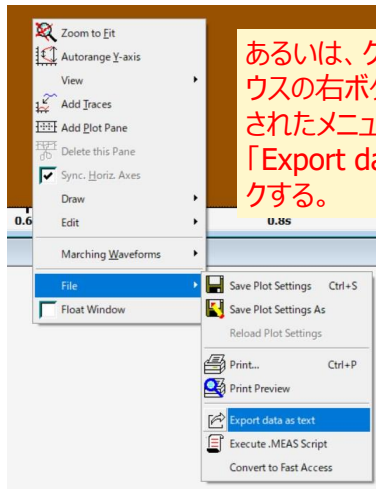 Zoom to Fit
Autorange Y-axis
View
Add Traces
Add Plot Pane
Delete this Pane
Sync. Horiz. Axes
Draw
Edit
Marching Waveforms
File
Float Window
Save Plot Settings Ctrl+S
Save Plot Settings As
Reload Plot Settings
Print... Ctrl+P
Print Preview
Export data as text
Execute .MEAS Script
Convert to Fast Access
あるいは、
ウスの右ボ
されたメニュ
「Export da
クする。
0.6
0.8s